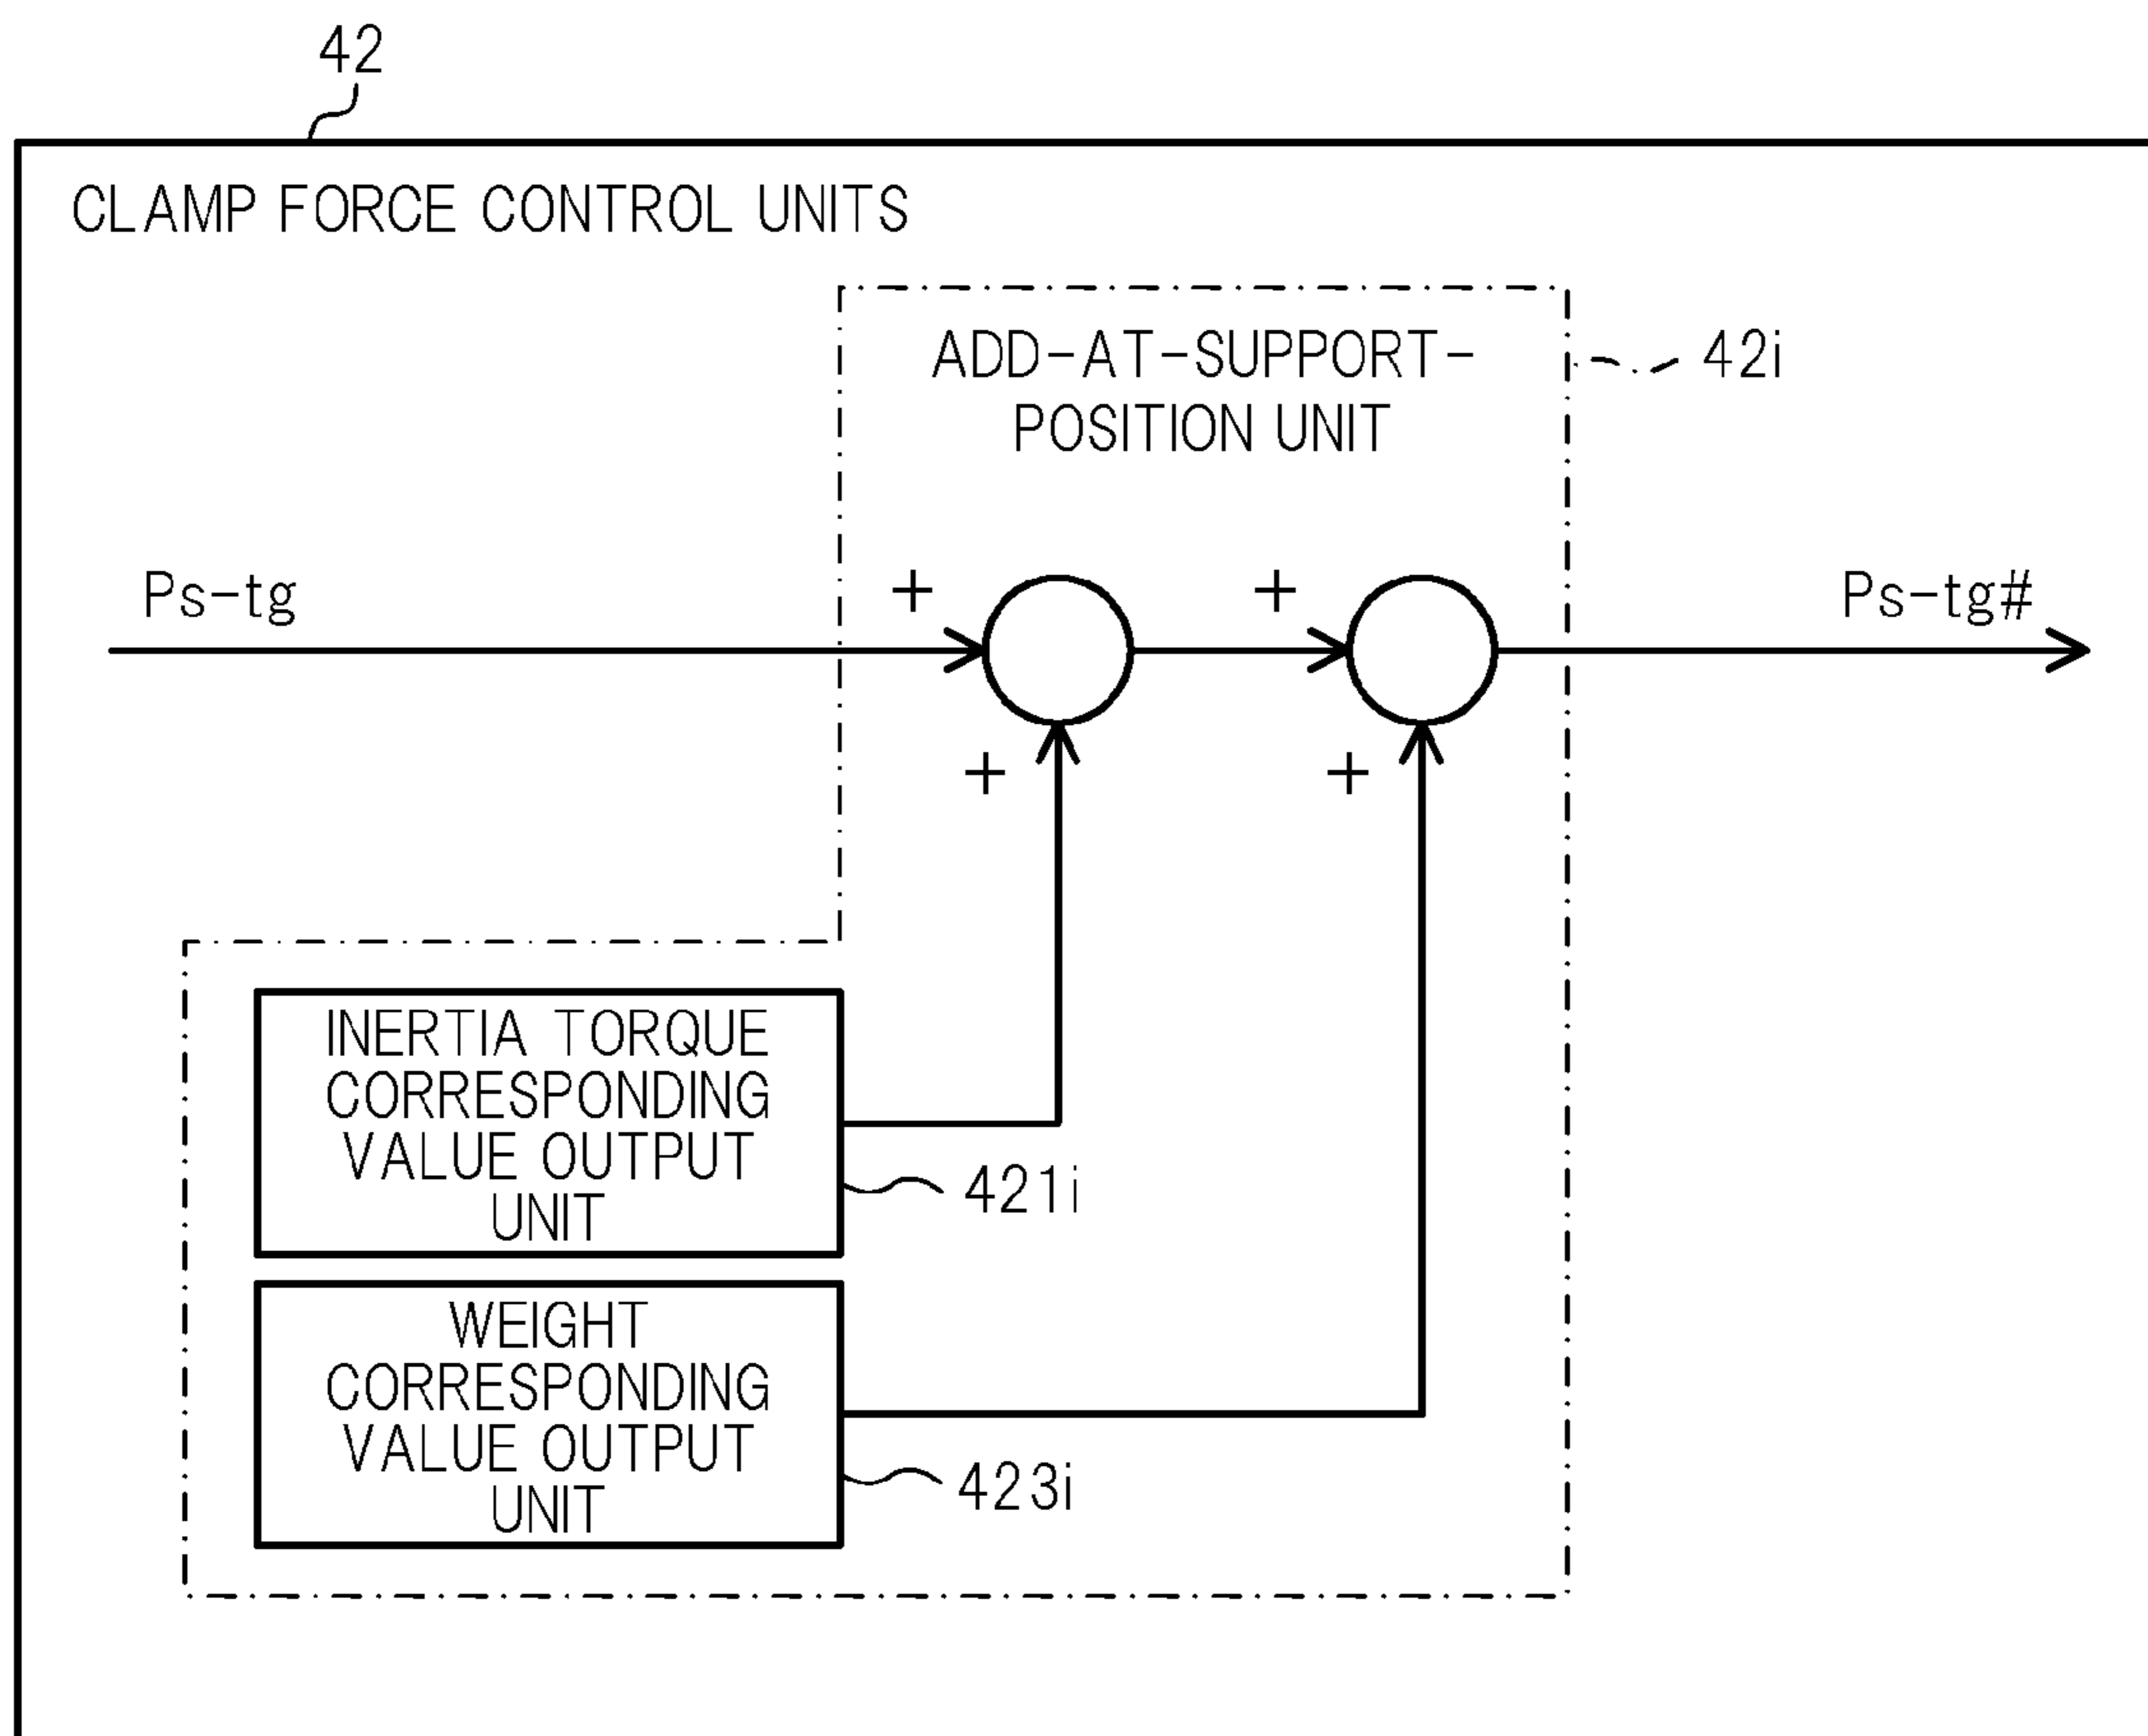 42
CLAMP FORCE CONTROL UNITS
ADD-AT-SUPPORT-
POSITION UNIT
42i
Ps-tg
+
+
Ps-tg#
+
+
INERTIA TORQUE
CORRESPONDING
VALUE OUTPUT
UNIT
421i
WEIGHT
CORRESPONDING
VALUE OUTPUT
UNIT
423i